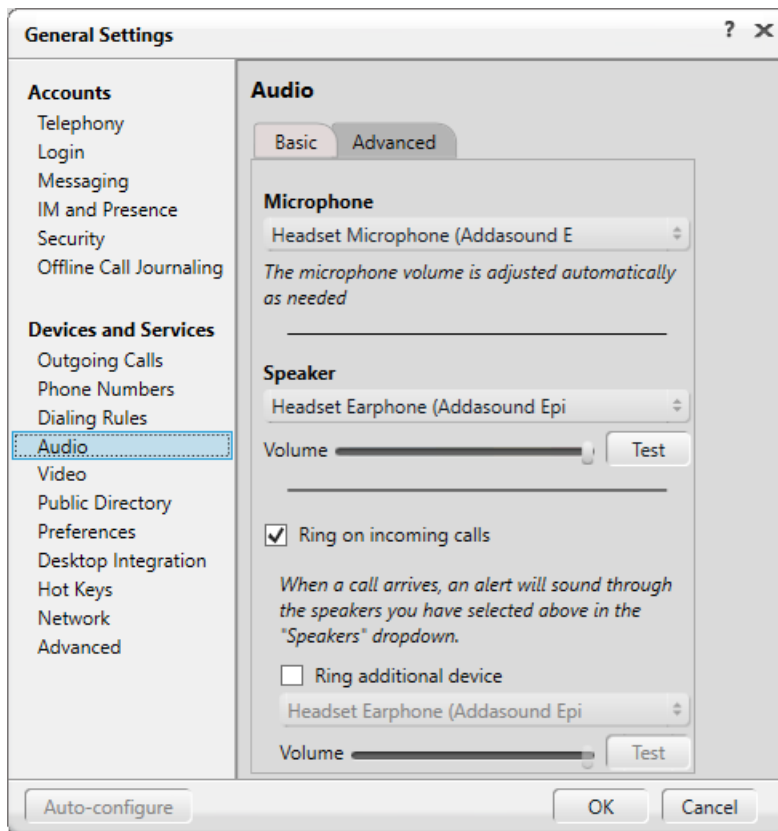 General Settings
?
Accounts
Telephony
Login
Messaging
IM and Presence
Security
Offline Call Journaling
Devices and Services
Outgoing Calls
Phone Numbers
Dialing Rules
Audio
Video
Public Directory
Preferences
Desktop Integration
Hot Keys
Network
Advanced
Audio
Basic
Advanced
Microphone
Headset Microphone (Addasound E
The microphone volume is adjusted automatically
as needed
Speaker
Headset Earphone (Addasound Epi
Volume
Test
Ring on incoming calls
When a call arrives, an alert will sound through
the speakers you have selected above in the
"Speakers" dropdown.
Ring additional device
Headset Earphone (Addasound Epi
Volume
Test
Auto-configure
OK
Cancel